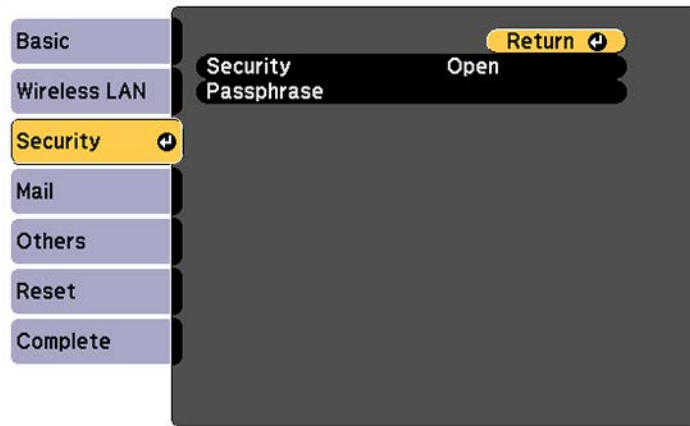 Basic
Wireless LAN
Security
Mail
Others
Reset
Complete
Return
Security Open
Passphrase